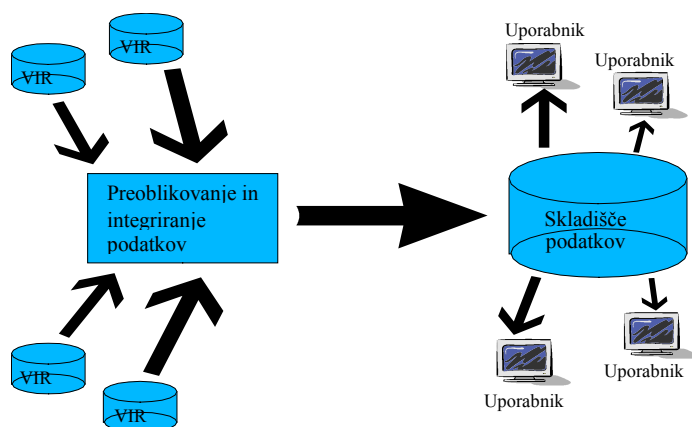 VIR
VIR
Uporabnik
Uporabnik
Preoblikovanje in
integriranje
podatkov
Skladišče
podatkov
VIR
VIR
Uporabnik
Uporabnik